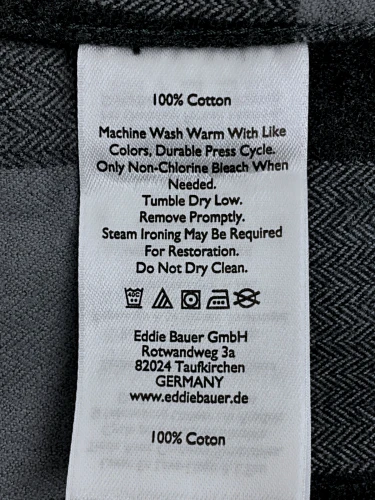 100% Cotton
Machine Wash Warm With Like
Colors, Durable Press Cycle.
Only Non-Chlorine Bleach When
Needed.
Tumble Dry Low.
Remove Promptly.
Steam Ironing May Be Required
For Restoration.
Do Not Dry Clean.
40C
Eddie Bauer GmbH
Rotwandweg 3a
82024 Taufkirchen
GERMANY
www.eddiebauer.de
100% Coton